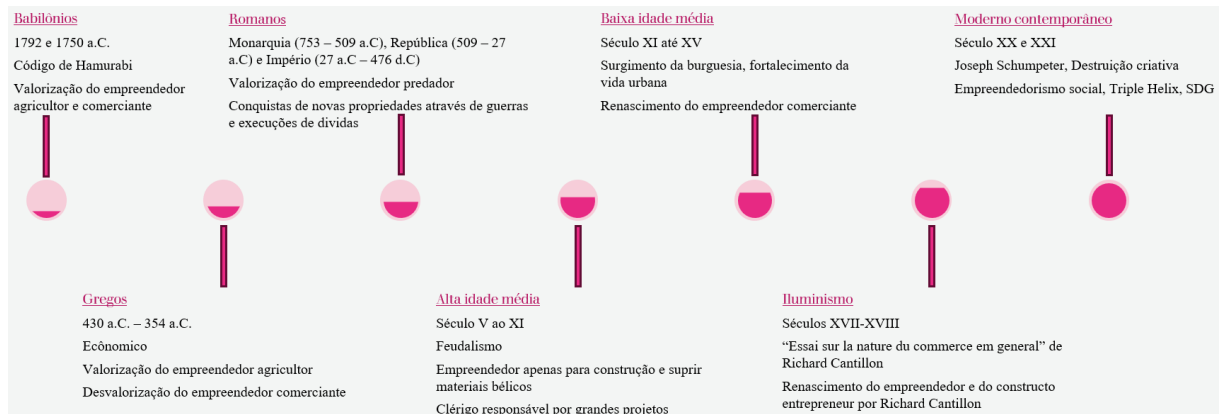 Babilônios
1792 e 1750 a.C.
Código de Hamurabi
Valorização do empreendedor
agricultor e comerciante
Romanos
Monarquia (753 – 509 a.C), República (509 – 27
a.C) e Império (27 a.C – 476 d.C)
Valorização do empreendedor predador
Conquistas de novas propriedades através de guerras
e execuções de dividas
Baixa idade média
Século XI até XV
Surgimento da burguesia, fortalecimento da
vida urbana
Renascimento do empreendedor comerciante
Moderno contemporâneo
Século XX e XXI
Joseph Schumpeter, Destruição criativa
Empreendedorismo social, Triple Helix, SDG
Gregos
430 a.C. – 354 a.C.
Ecônomico
Valorização do empreendedor agricultor
Desvalorização do empreendedor comerciante
Alta idade média
Século V ao XI
Feudalismo
Empreendedor apenas para construção e suprir
materiais bélicos
Clérigo responsável por grandes projetos
Iluminismo
Séculos XVII-XVIII
“Essai sur la nature du commerce em general” de
Richard Cantillon
Renascimento do empreendedor e do constructo
entrepreneur por Richard Cantillon